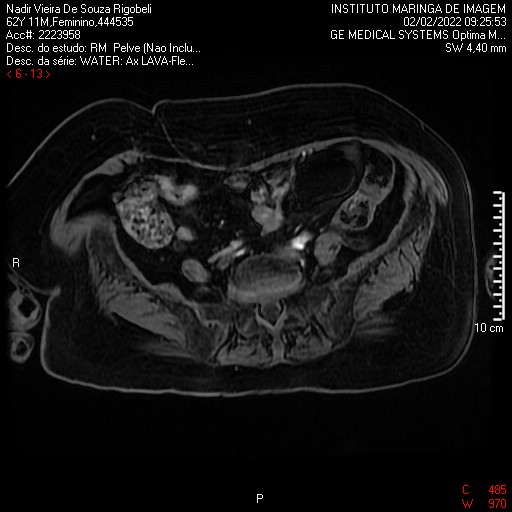 Nadir Vieira De Souza Rigobeli
62Y 11M,Feminino,444535
Acc#: 2223958
Desc. do estudo: RM Pelve (Nao Inclu...
Desc. da série: WATER: Ax LAVA-Fle...
< 6 - 13 >
INSTITUTO MARINGA DE IMAGEM
02/02/2022 09:25:53
GE MEDICAL SYSTEMS Optima M...
SW 4,40 mm
R
10 cm
P
C 485
W 970